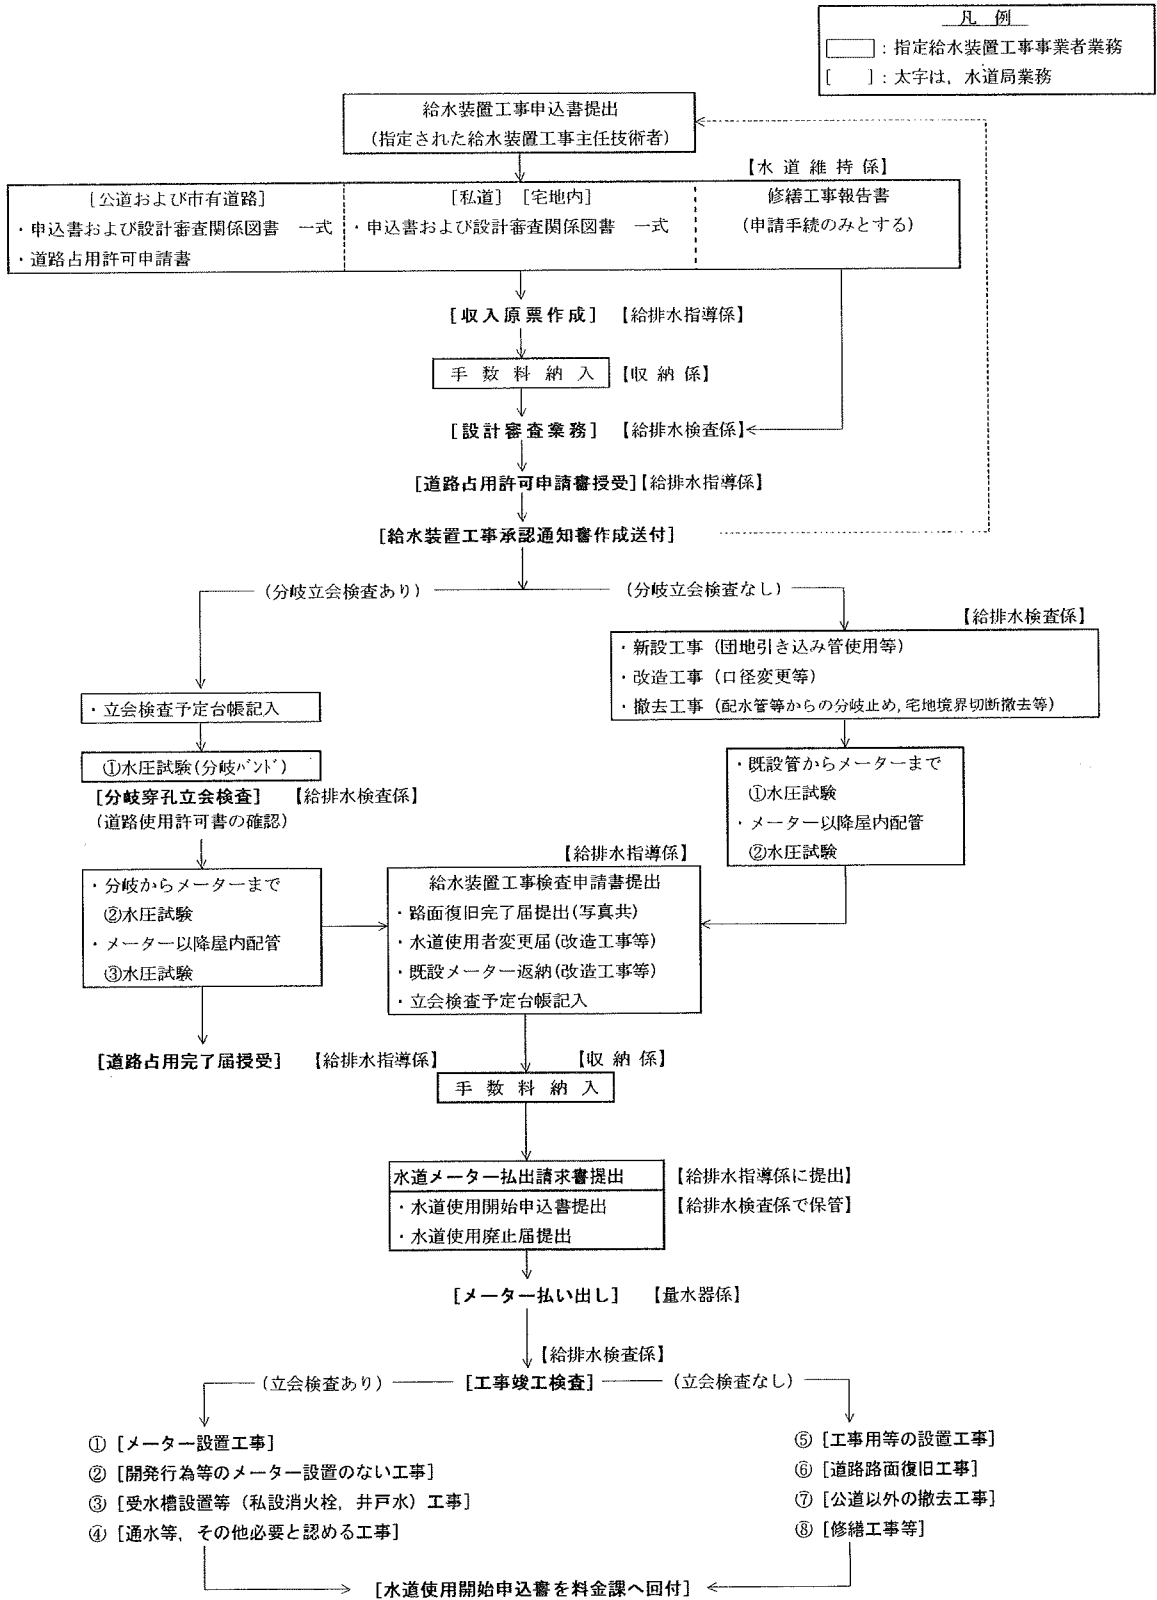 凡　例
：指定給水装置工事事業者業務
[　　]：太字は，水道局業務
給水装置工事申込書提出
(指定された給水装置工事主任技術者)
【水 道 維 持 係】
[公道および市有道路]
・申込書および設計審査関係図書　一式
・道路占用許可申請書
[私道]　[宅地内]
・申込書および設計審査関係図書　一式
修繕工事報告書
(申請手続のみとする)
[収入原票作成]　【給排水指導係】
手 数 料 納 入　【収 納 係】
[設計審査業務]　【給排水検査係】
[道路占用許可申請書授受]【給排水指導係】
[給水装置工事承認通知書作成送付]
(分岐立会検査あり)
(分岐立会検査なし)
【給排水検査係】
・新設工事（団地引き込み管使用等）
・改造工事（口径変更等）
・撤去工事（配水管等からの分岐止め，宅地境界切断撤去等）
・立会検査予定台帳記入
①水圧試験(分岐ﾊﾞﾝﾄﾞ)
[分岐穿孔立会検査]　【給排水検査係】
(道路使用許可書の確認)
・既設管からメーターまで
①水圧試験
・メーター以降屋内配管
②水圧試験
・分岐からメーターまで
②水圧試験
・メーター以降屋内配管
③水圧試験
【給排水指導係】
給水装置工事検査申請書提出
・路面復旧完了届提出(写真共)
・水道使用者変更届(改造工事等)
・既設メーター返納(改造工事等)
・立会検査予定台帳記入
[道路占用完了届授受]　【給排水指導係】
【収 納 係】
手 数 料 納 入
水道メーター払出請求書提出　【給排水指導係に提出】
・水道使用開始申込書提出　【給排水検査係で保管】
・水道使用廃止届提出
[メーター払い出し]　【量水器係】
【給排水検査係】
(立会検査あり)　[工事竣工検査]　(立会検査なし)
① [メーター設置工事]
② [開発行為等のメーター設置のない工事]
③ [受水槽設置等（私設消火栓，井戸水）工事]
④ [通水等，その他必要と認める工事]
⑤ [工事用等の設置工事]
⑥ [道路路面復旧工事]
⑦ [公道以外の撤去工事]
⑧ [修繕工事等]
[水道使用開始申込書を料金課へ回付]